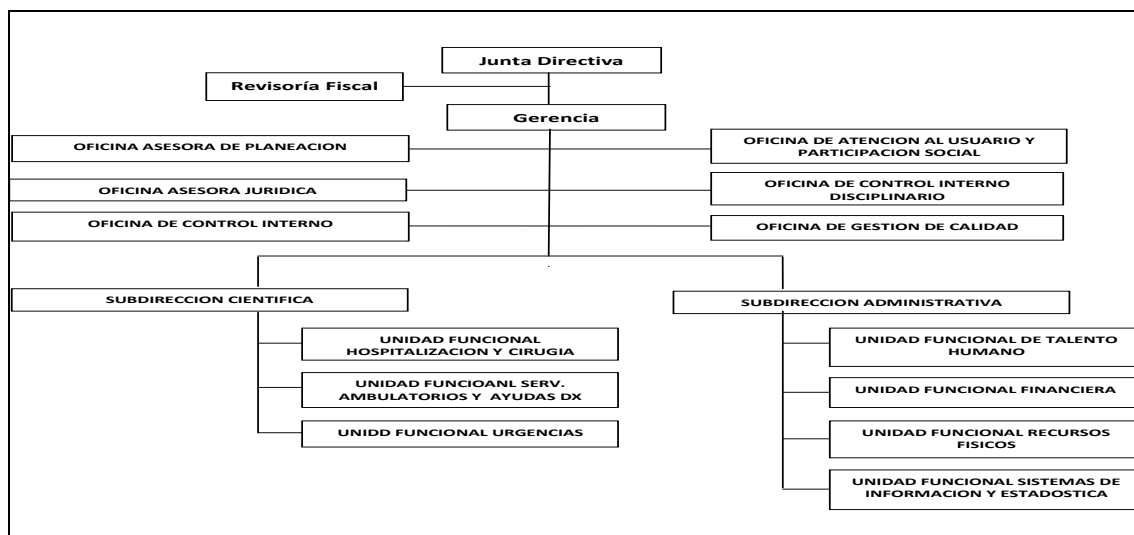 Junta Directiva
Revisoría Fiscal
Gerencia
OFICINA ASESORA DE PLANEACION
OFICINA DE ATENCION AL USUARIO Y
PARTICIPACION SOCIAL
OFICINA ASESORA JURIDICA
OFICINA DE CONTROL INTERNO
DISCIPLINARIO
OFICINA DE CONTROL INTERNO
OFICINA DE GESTION DE CALIDAD
SUBDIRECCION CIENTIFICA
UNIDAD FUNCIONAL
HOSPITALIZACION Y CIRUGIA
UNIDAD FUNCIOANL SERV.
AMBULATORIOS Y AYUDAS DX
UNIDD FUNCIONAL URGENCIAS
SUBDIRECCION ADMINISTRATIVA
UNIDAD FUNCIONAL DE TALENTO
HUMANO
UNIDAD FUNCIONAL FINANCIERA
UNIDAD FUNCIONAL RECURSOS
FISICOS
UNIDAD FUNCIONAL SISTEMAS DE
INFORMACION Y ESTADOSTICA